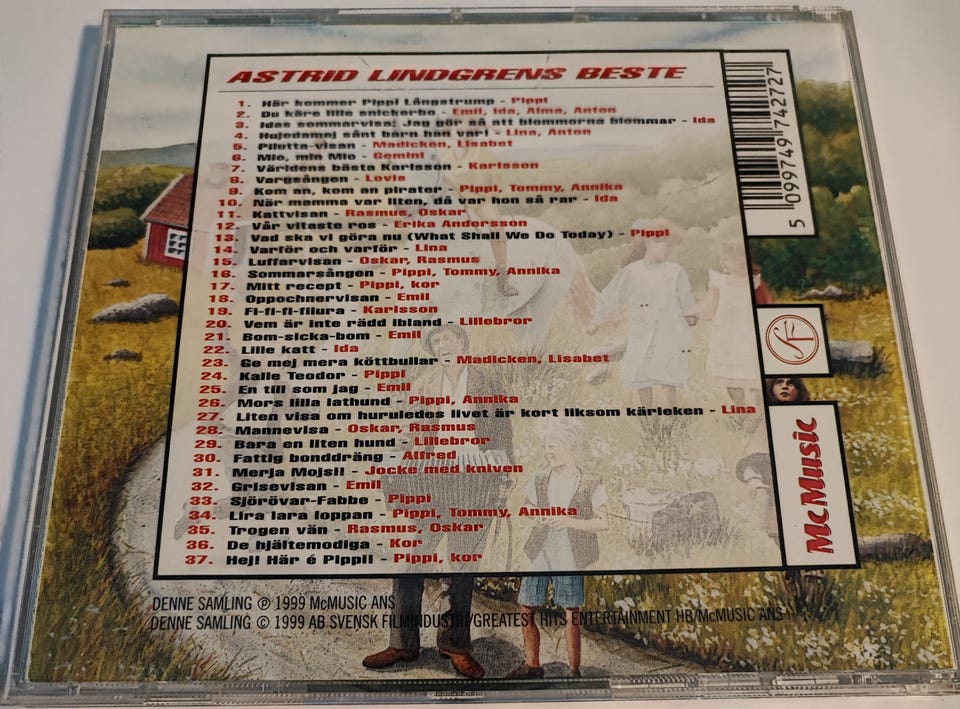 ASTRID LINDGRENS BESTE
1. Här kommer Pippi Långstrump - Pippi
2. Du käre lille snickerbo - Emil, Ida, Alma, Anton
3. Idas sommarvisa; Jag gör så att blommorna blommar - Ida
4. Hujedamej sånt barn han var! - Lina, Anton
5. Pilutta-visan - Madicken, Lisabet
6. Mio, min Mio - Gemini
7. Världens bästa Karlsson - Karlsson
8. Vargsången - Lovis
9. Kom an, kom an pirater - Pippi, Tommy, Annika
10. När mamma var liten, då var hon så rar - Ida
11. Kattvisan - Rasmus, Oskar
12. Vår vitaste ros - Erika Andersson
13. Vad ska vi göra nu (What Shall We Do Today) - Pippi
14. Varför och varför - Lina
15. Luffarvisan - Oskar, Rasmus
16. Sommarsången - Pippi, Tommy, Annika
17. Mitt recept - Pippi, kor
18. Oppochnervisan - Emil
19. Fi-fi-fi-filura - Karlsson
20. Vem är inte rädd ibland - Lillebror
21. Bom-sicka-bom - Emil
22. Lille katt - Ida
23. Ge mej mera köttbullar - Madicken, Lisabet
24. Kalle Teodor - Pippi
25. En till som jag - Emil
26. Mors lilla lathund - Pippi, Annika
27. Liten visa om huruledes livet är kort liksom kärleken - Lina
28. Mannevisa - Oskar, Rasmus
29. Bara en liten hund - Lillebror
30. Fattig bonddräng - Alfred
31. Merja Mojsi! - Jocke med kniven
32. Grisevisan - Emil
33. Sjörövar-Fabbe - Pippi
34. Lira lara loppan - Pippi, Tommy, Annika
35. Trogen vän - Rasmus, Oskar
36. De hjältemodiga - Kor
37. Hej! Här é Pippi! - Pippi, kor
5 099749 742727
SF
McMusic
DENNE SAMLING ℗ 1999 McMUSIC ANS
DENNE SAMLING © 1999 AB SVENSK FILMINDUSTRI/GREATEST HITS ENTERTAINMENT HB/McMUSIC ANS